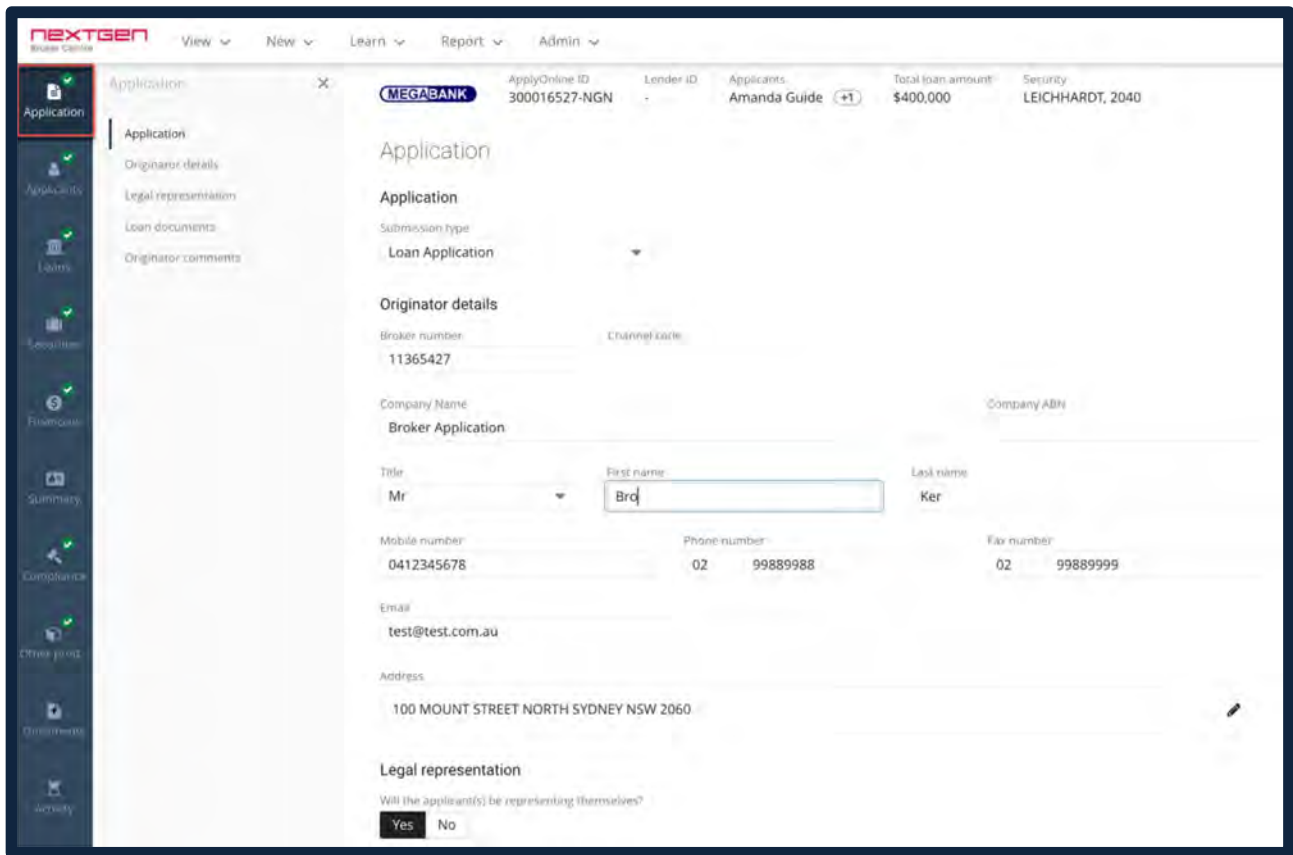 NEXTGEN
Broker Centre
View New Learn Report Admin
Application
Applicants
Loans
Securities
Financials
Summary
Compliance
Other prod.
Documents
Activity
Application ×
Application
Originator details
Legal representation
Loan documents
Originator comments
MEGABANK
ApplyOnline ID Lender ID Applicants Total loan amount Security
300016527-NGN - Amanda Guide +1 $400,000 LEICHHARDT, 2040
Application
Application
Submission type
Loan Application
Originator details
Broker number Channel code
11365427
Company Name Company ABN
Broker Application
Title First name Last name
Mr Bro Ker
Mobile number Phone number Fax number
0412345678 02 99889988 02 99889999
Email
test@test.com.au
Address
100 MOUNT STREET NORTH SYDNEY NSW 2060
Legal representation
Will the applicant(s) be representing themselves?
Yes No